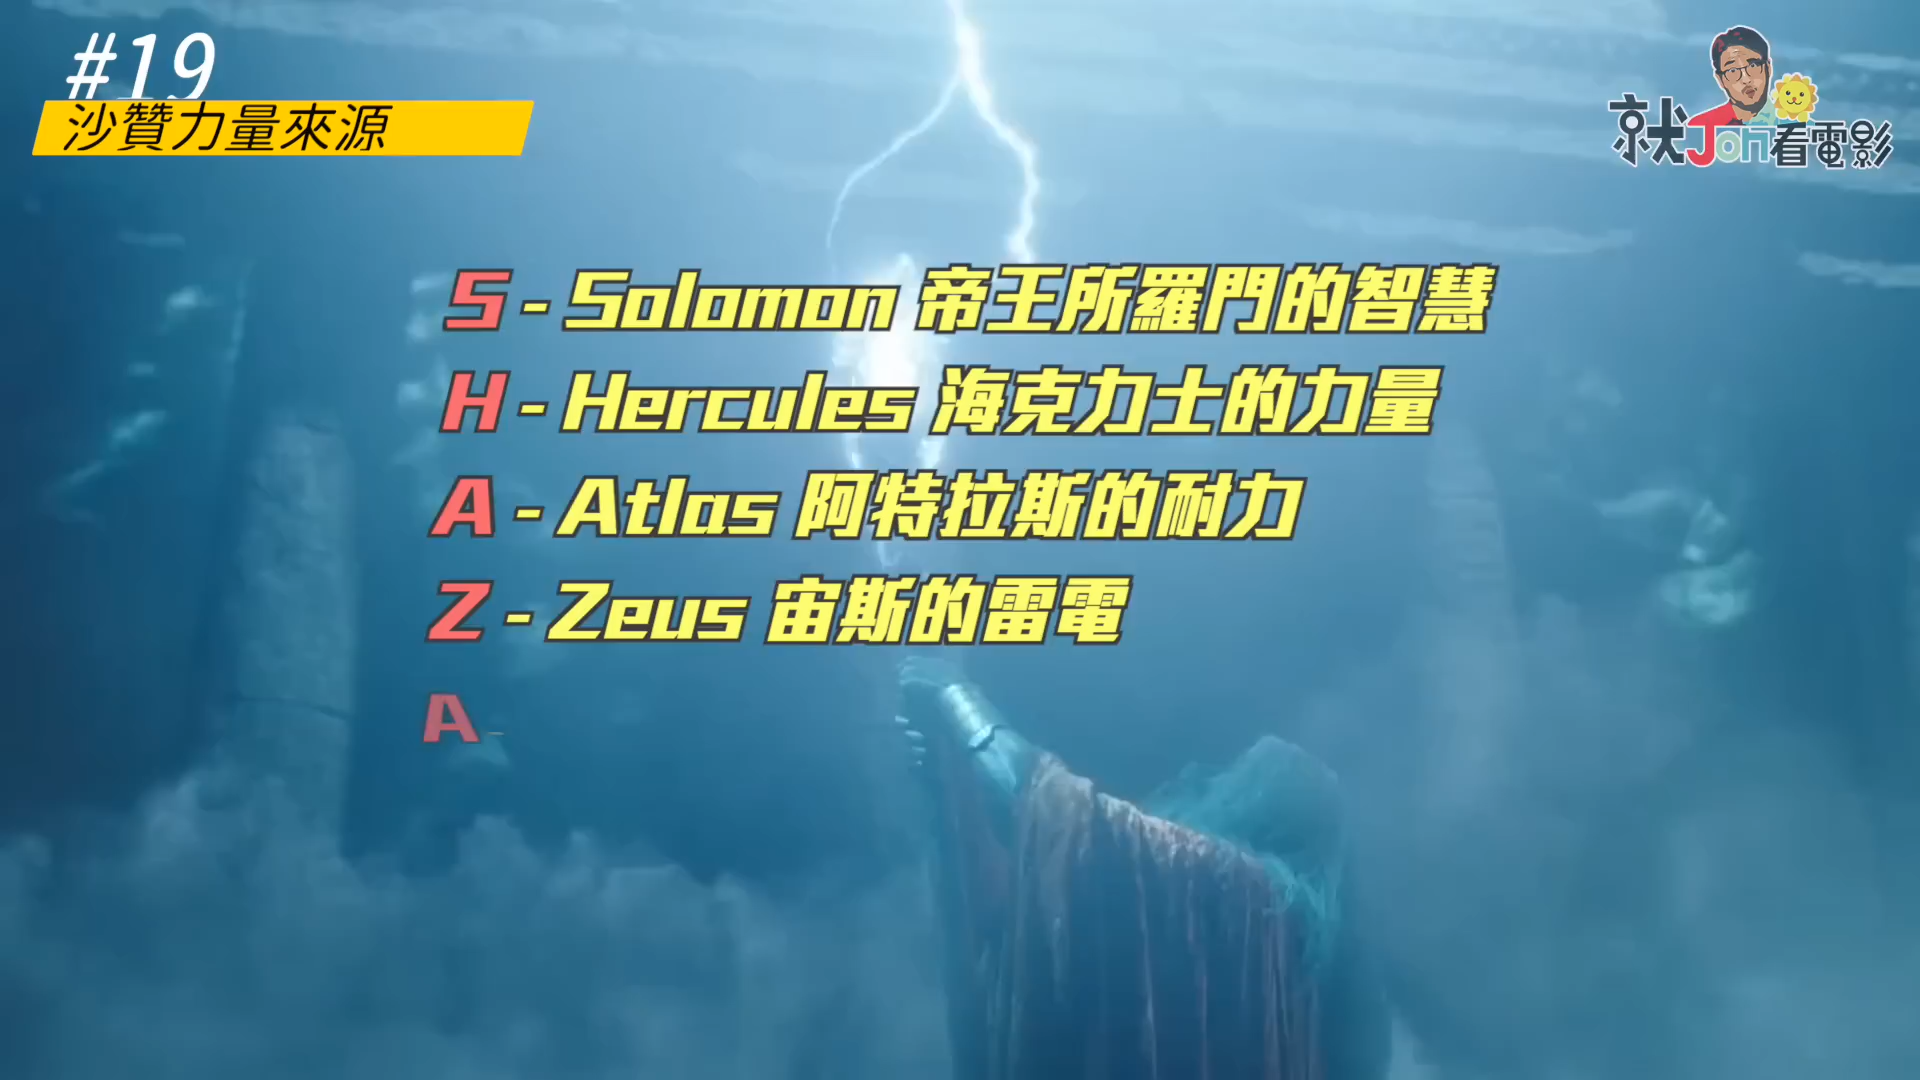 #19
沙贊力量來源
就Jon看電影
S - Solomon 帝王所羅門的智慧
H - Hercules 海克力士的力量
A - Atlas 阿特拉斯的耐力
Z - Zeus 宙斯的雷電
A -